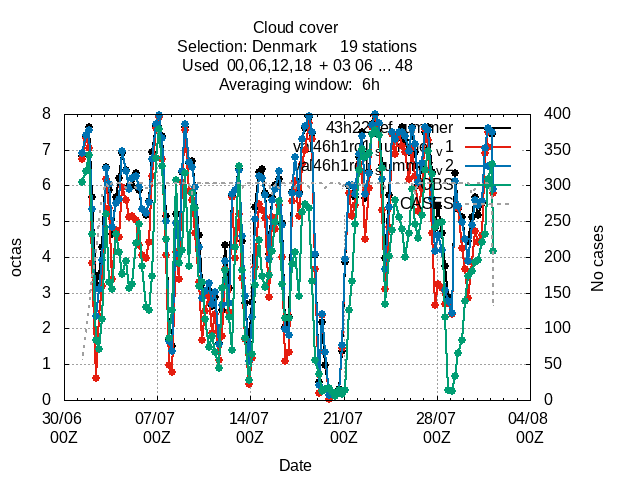 Cloud cover
Selection: Denmark 19 stations
Used 00,06,12,18 + 03 06 ... 48
Averaging window: 6h
8 400
7 350
6 300
5 250
4 200
3 150
2 100
1 50
0 0
octas
No cases
OBS
CASES
30/06 07/07 14/07 21/07 28/07 04/08
00Z 00Z 00Z 00Z 00Z 00Z
Date